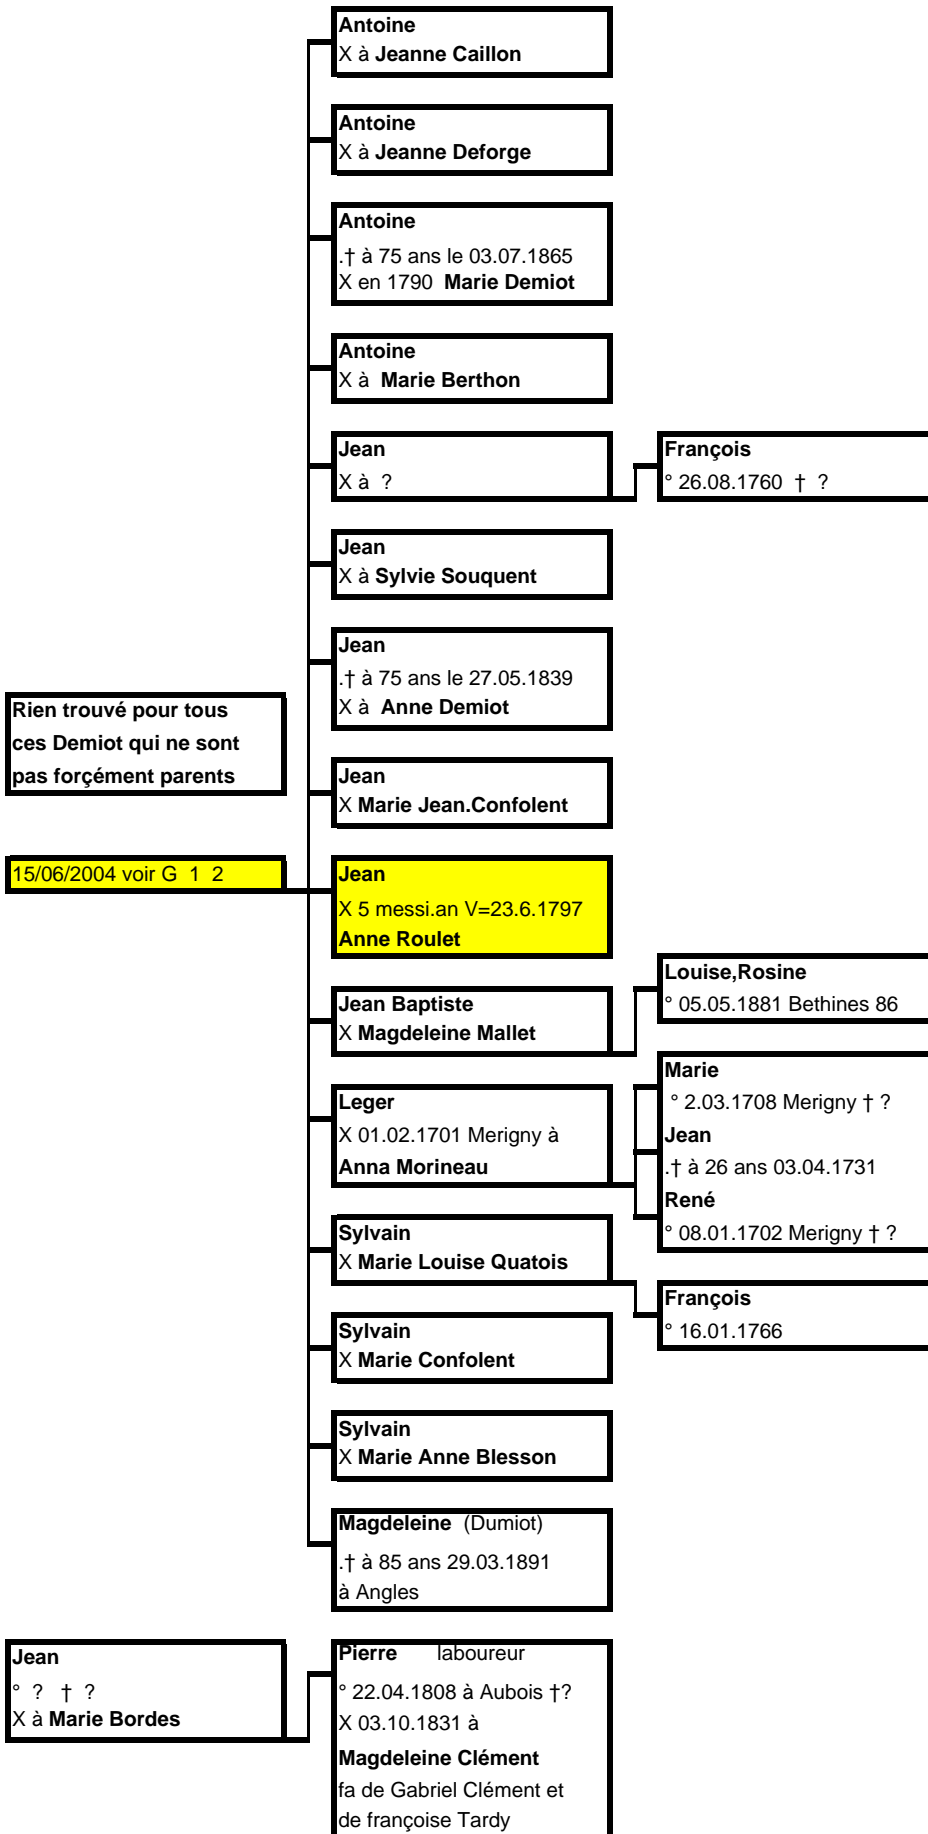 Antoine
X à Jeanne Caillon
Antoine
X à Jeanne Deforge
Antoine
.† à 75 ans le 03.07.1865
X en 1790 Marie Demiot
Antoine
X à Marie Berthon
Jean
X à ?
François
° 26.08.1760 † ?
Jean
X à Sylvie Souquent
Jean
.† à 75 ans le 27.05.1839
X à Anne Demiot
Rien trouvé pour tous
ces Demiot qui ne sont
pas forçément parents
Jean
X Marie Jean.Confolent
15/06/2004 voir G 1 2
Jean
X 5 messi.an V=23.6.1797
Anne Roulet
Jean Baptiste
X Magdeleine Mallet
Louise,Rosine
° 05.05.1881 Bethines 86
Leger
X 01.02.1701 Merigny à
Anna Morineau
Marie
° 2.03.1708 Merigny † ?
Jean
.† à 26 ans 03.04.1731
René
° 08.01.1702 Merigny † ?
Sylvain
X Marie Louise Quatois
François
° 16.01.1766
Sylvain
X Marie Confolent
Sylvain
X Marie Anne Blesson
Magdeleine (Dumiot)
.† à 85 ans 29.03.1891
à Angles
Jean
° ? † ?
X à Marie Bordes
Pierre laboureur
° 22.04.1808 à Aubois †?
X 03.10.1831 à
Magdeleine Clément
fa de Gabriel Clément et
de françoise Tardy